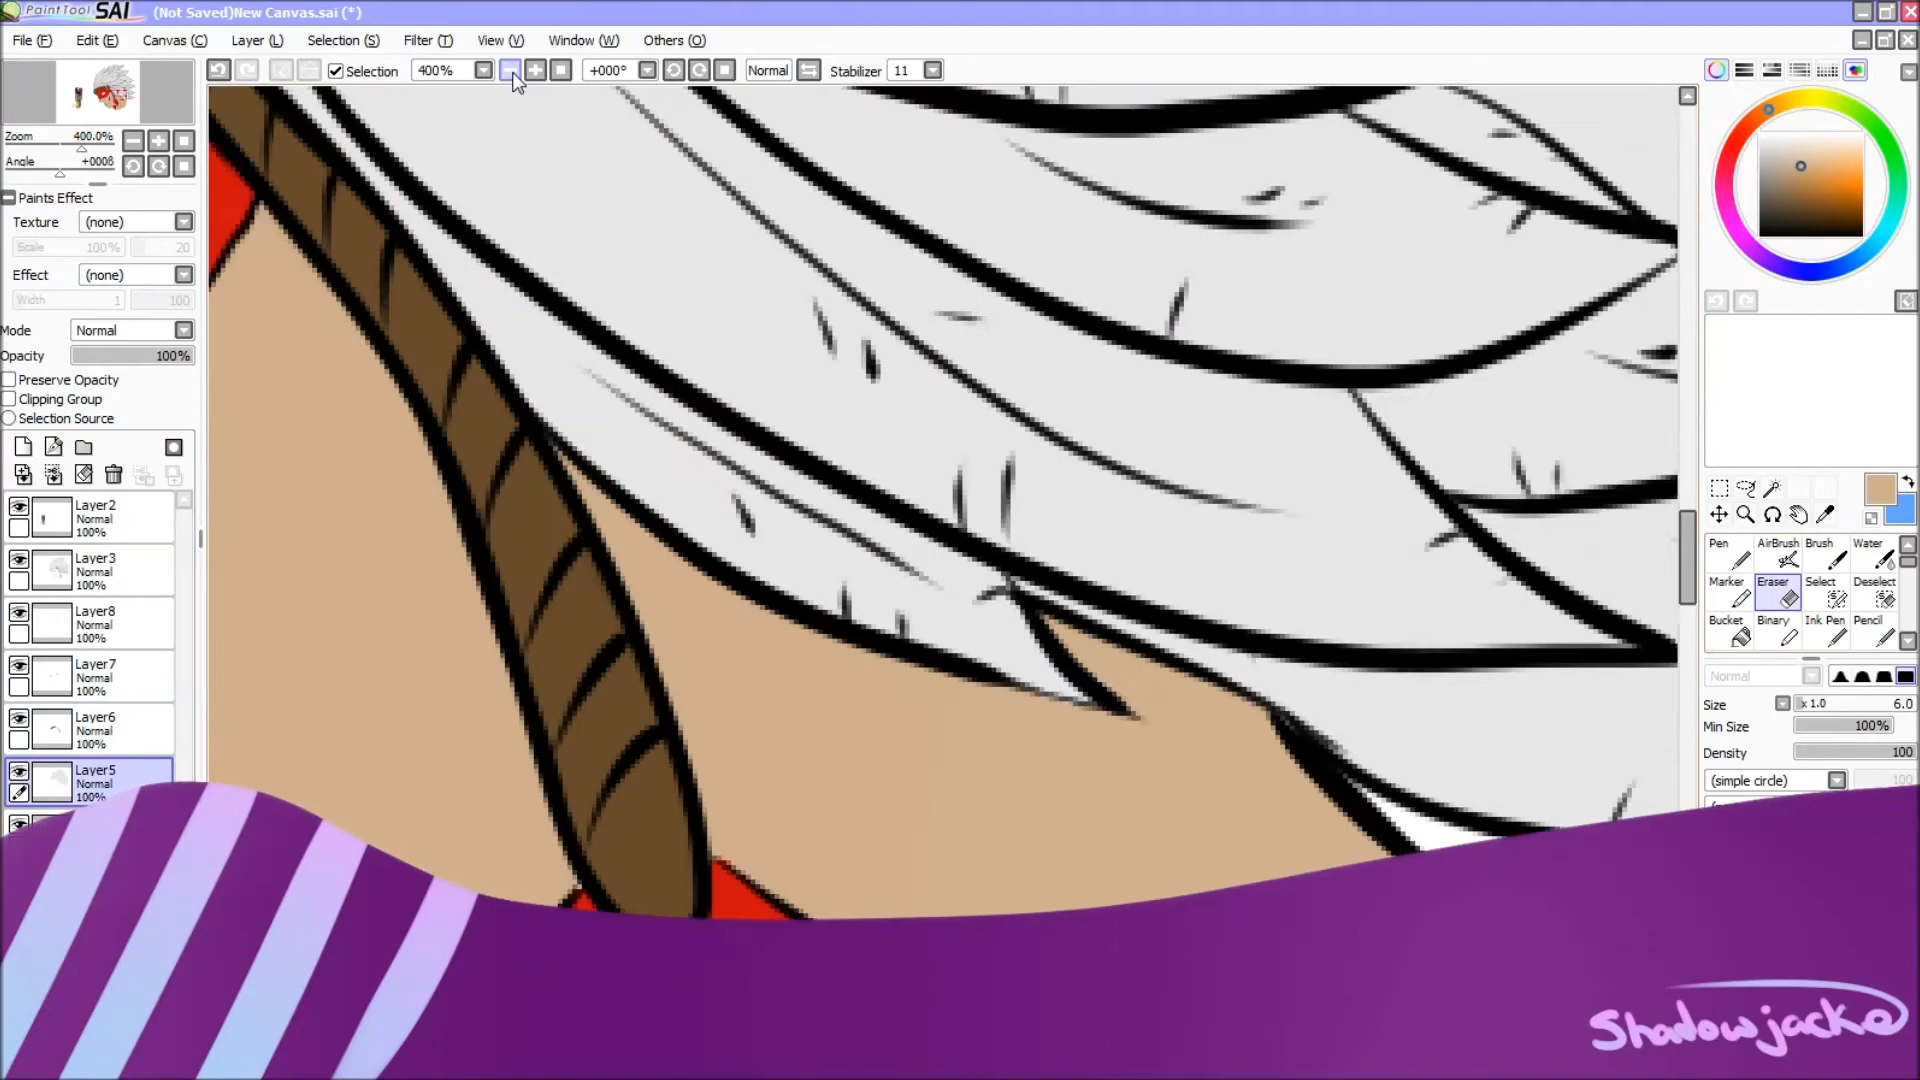 PaintTool SAI (Not Saved)New Canvas.sai (*)
File (F) Edit (E) Canvas (C) Layer (L) Selection (S) Filter (T) View (V) Window (W) Others (O)
Selection 400% +000° Normal Stabilizer 11
Zoom 400.0%
Angle +000θ
Paints Effect
Texture (none)
Scale 100% 20
Effect (none)
Width 1 100
Mode Normal
Opacity 100%
Preserve Opacity
Clipping Group
Selection Source
Layer2
Normal
100%
Layer3
Normal
100%
Layer8
Normal
100%
Layer7
Normal
100%
Layer6
Normal
100%
Layer5
Normal
100%
Pen AirBrush Brush Water
Marker Eraser Select Deselect
Bucket Binary Ink Pen Pencil
Normal
Size x 1.0 6.0
Min Size 100%
Density 100
(simple circle) 100
Shadowjacko